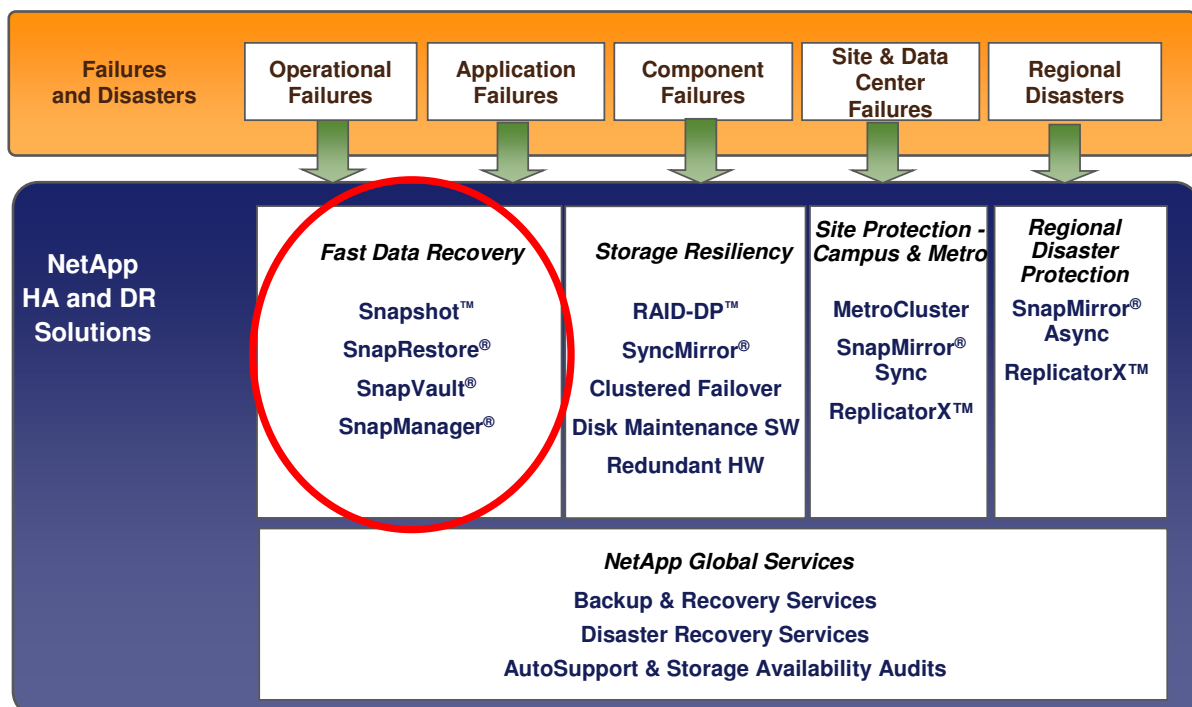 Failures
and Disasters
Operational
Failures
Application
Failures
Component
Failures
Site & Data
Center
Failures
Regional
Disasters
NetApp
HA and DR
Solutions
Fast Data Recovery
Snapshot™
SnapRestore®
SnapVault®
SnapManager®
Storage Resiliency
RAID-DP™
SyncMirror®
Clustered Failover
Disk Maintenance SW
Redundant HW
Site Protection -
Campus & Metro
MetroCluster
SnapMirror®
Sync
ReplicatorX™
Regional
Disaster
Protection
SnapMirror®
Async
ReplicatorX™
NetApp Global Services
Backup & Recovery Services
Disaster Recovery Services
AutoSupport & Storage Availability Audits